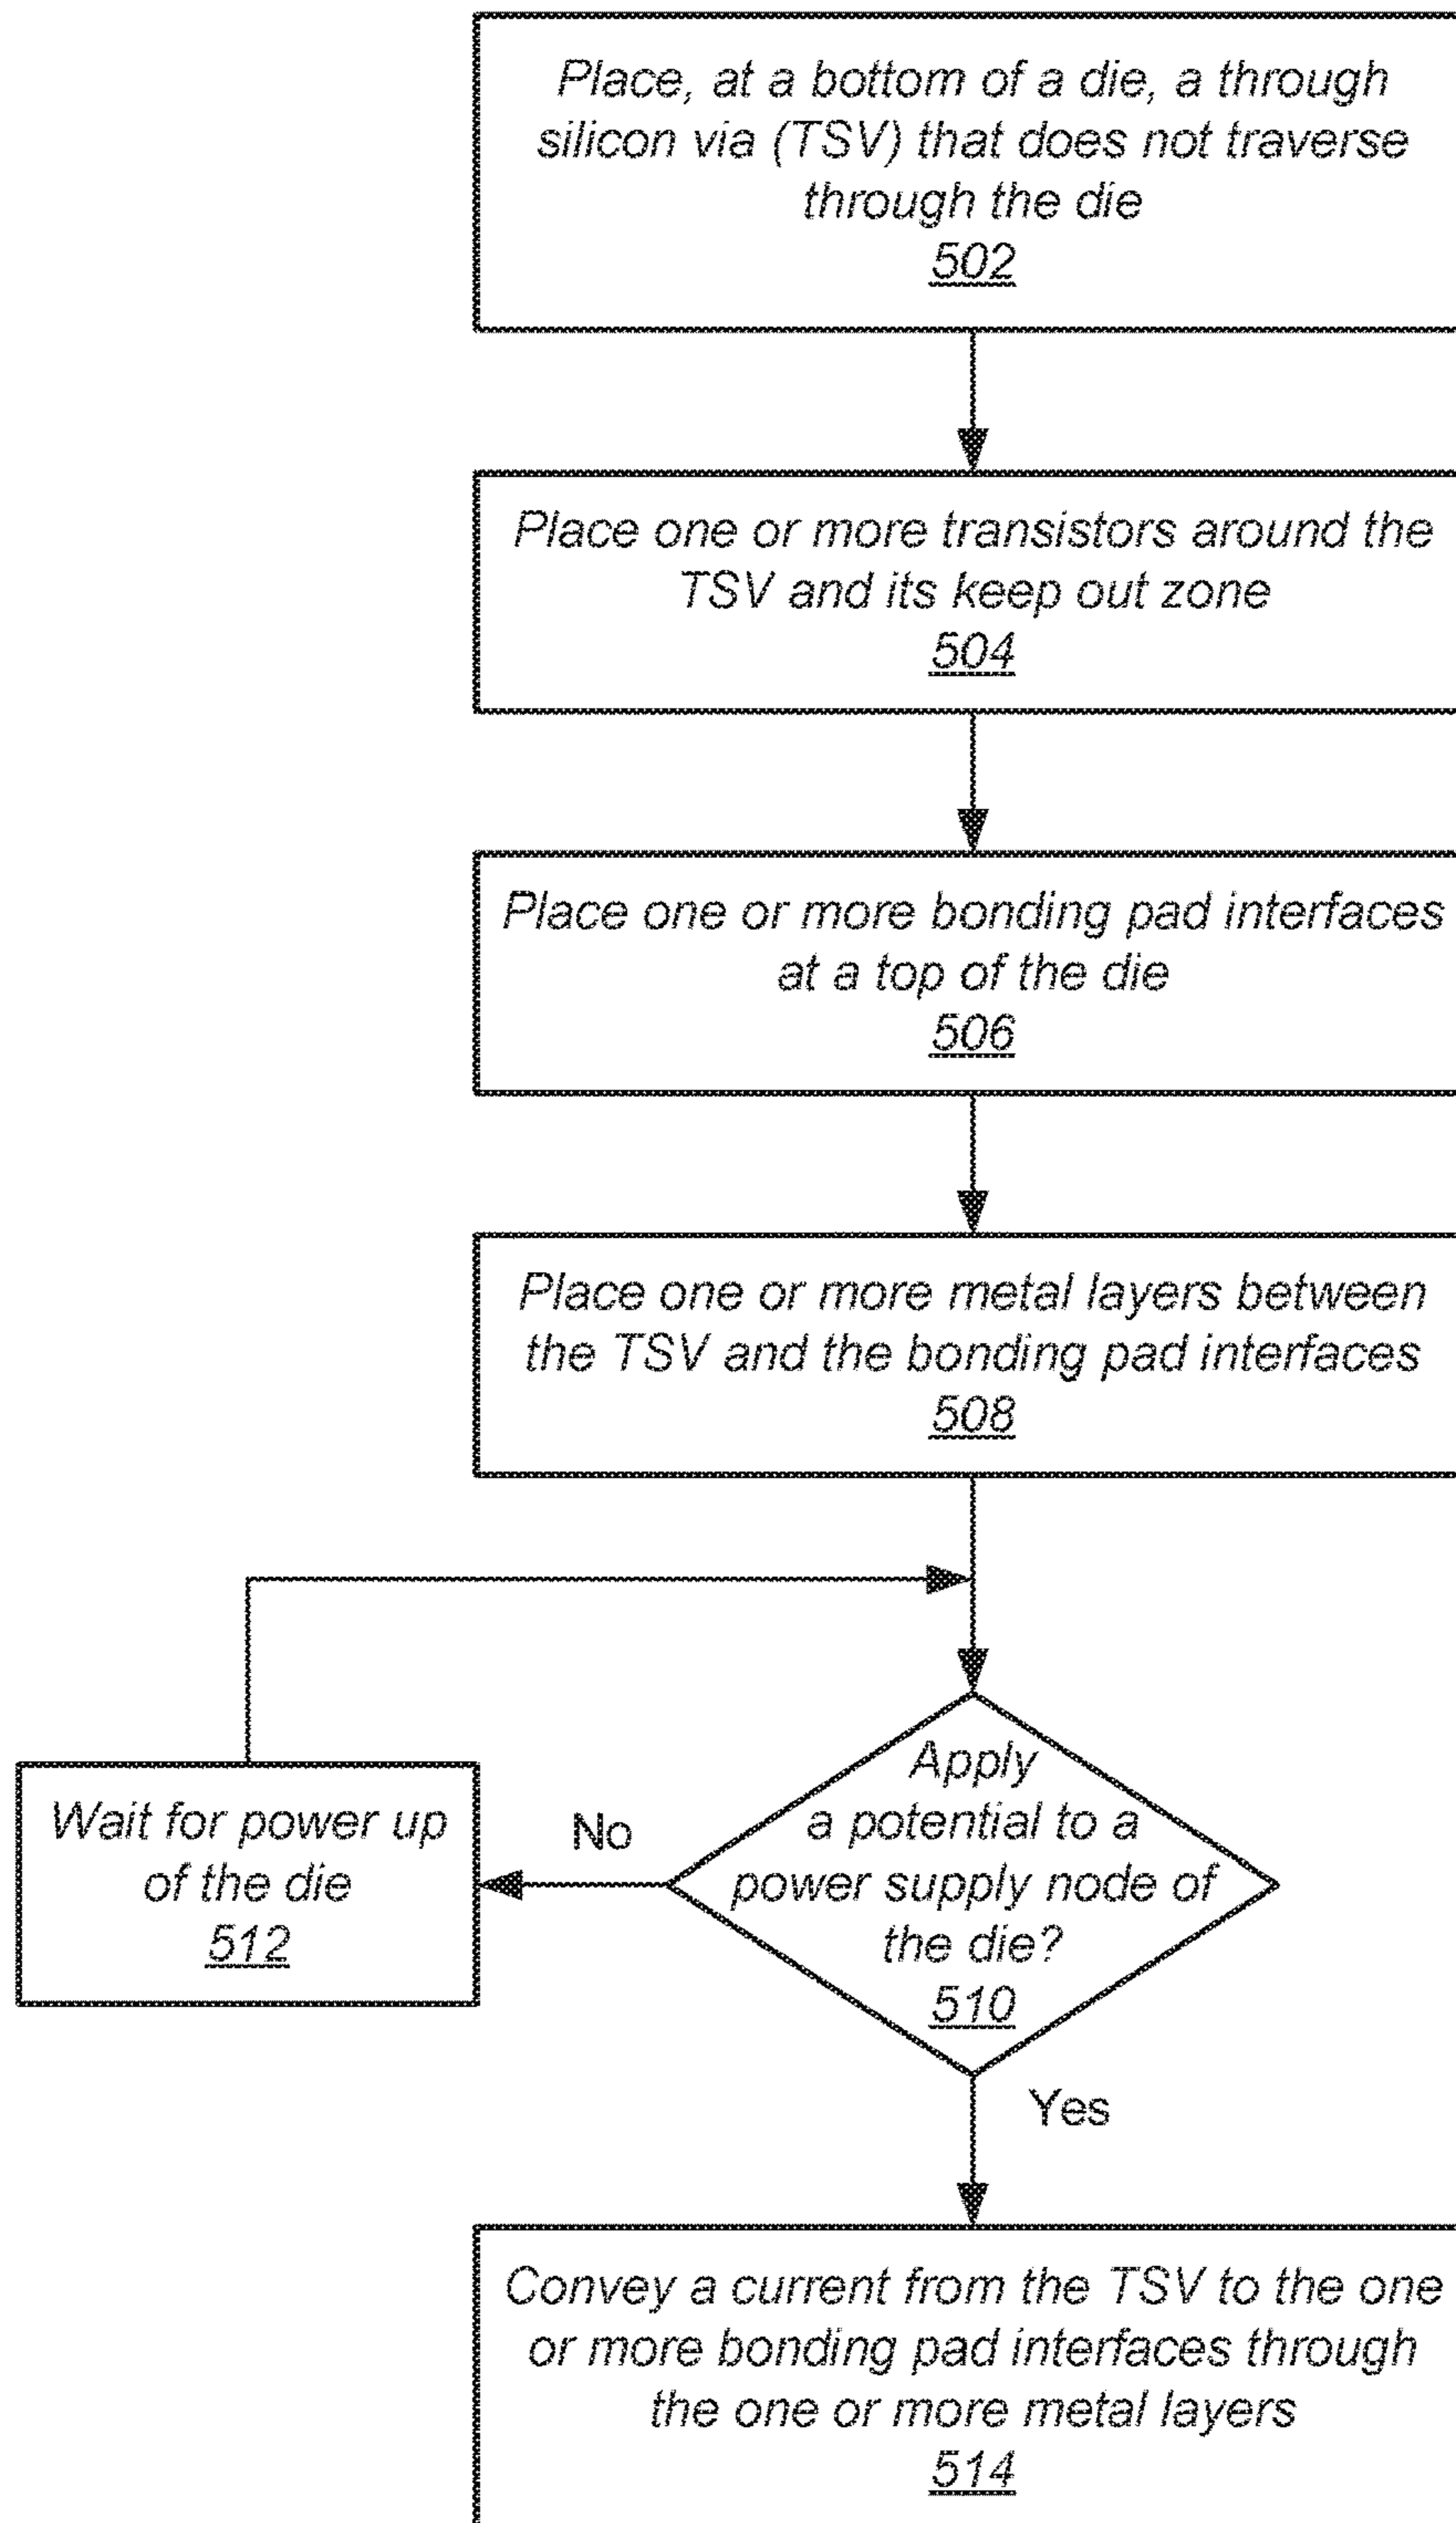 Place, at a bottom of a die, a through
silicon via (TSV) that does not traverse
through the die
502
Place one or more transistors around the
TSV and its keep out zone
504
Place one or more bonding pad interfaces
at a top of the die
506
Place one or more metal layers between
the TSV and the bonding pad interfaces
508
Apply
a potential to a
power supply node of
the die?
510
No
Wait for power up
of the die
512
Yes
Convey a current from the TSV to the one
or more bonding pad interfaces through
the one or more metal layers
514